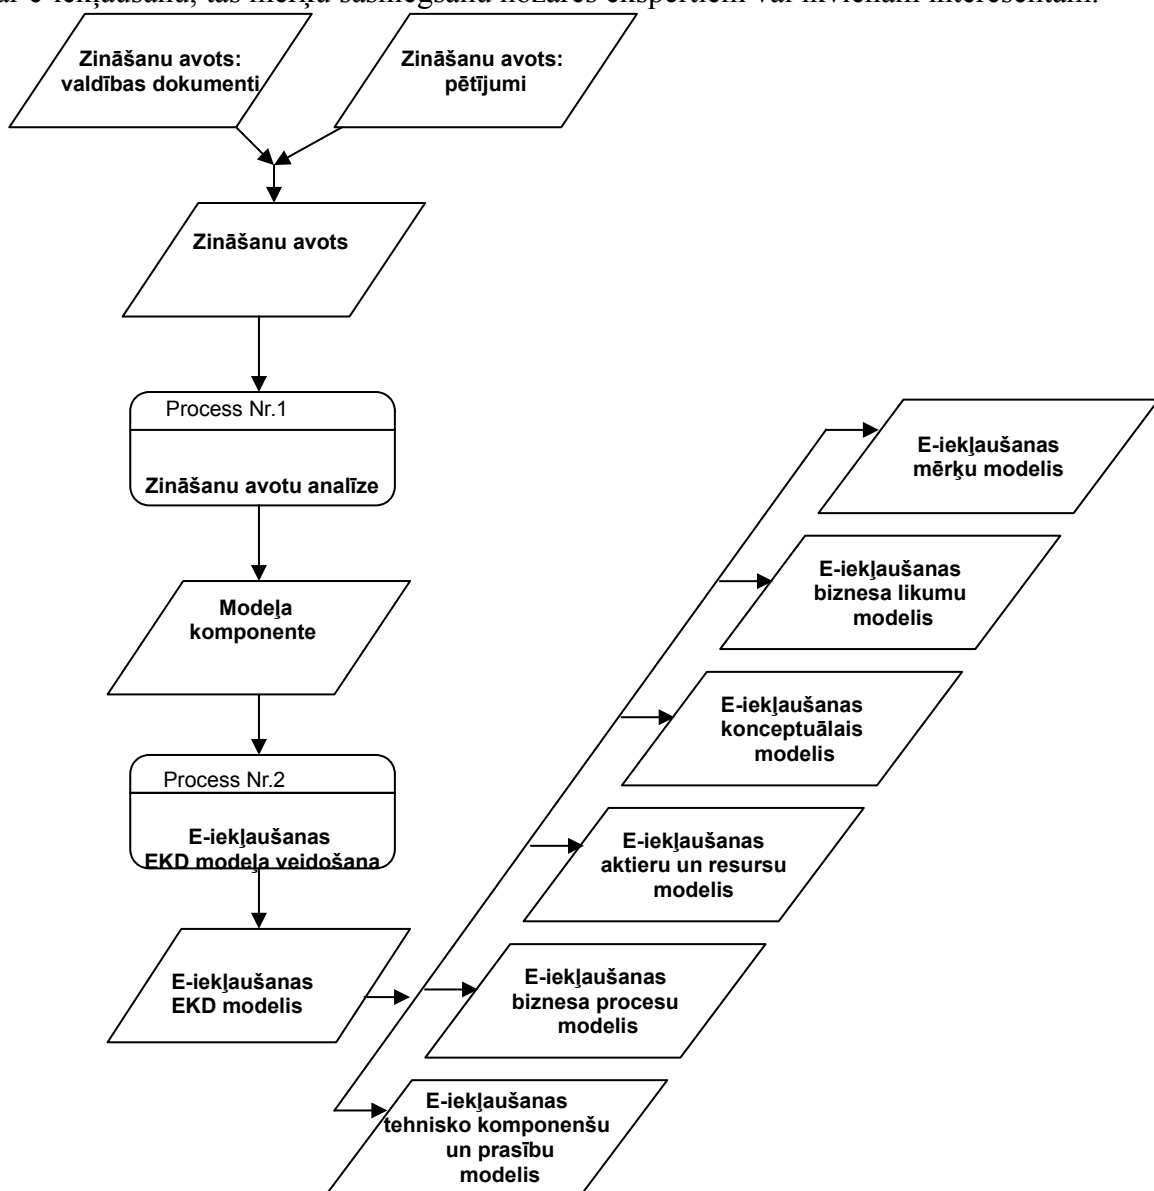 ar e-iekļaušanu, tās mērķu sasniegšanu nozares ekspertiem vai ikvienam interesentam.
Zināšanu avots:
valdības dokumenti
Zināšanu avots:
pētījumi
Zināšanu avots
Process Nr.1
Zināšanu avotu analīze
Modeļa
komponente
Process Nr.2
E-iekļaušanas
EKD modeļa veidošana
E-iekļaušanas
EKD modelis
E-iekļaušanas
mērķu modelis
E-iekļaušanas
biznesa likumu
modelis
E-iekļaušanas
konceptuālais
modelis
E-iekļaušanas
aktieru un resursu
modelis
E-iekļaušanas
biznesa procesu
modelis
E-iekļaušanas
tehnisko komponenšu
un prasību
modelis